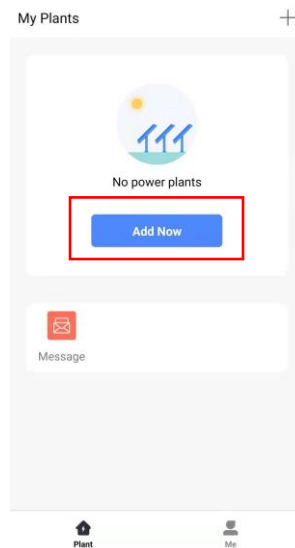 My Plants
No power plants
Add Now
Message
Plant Me